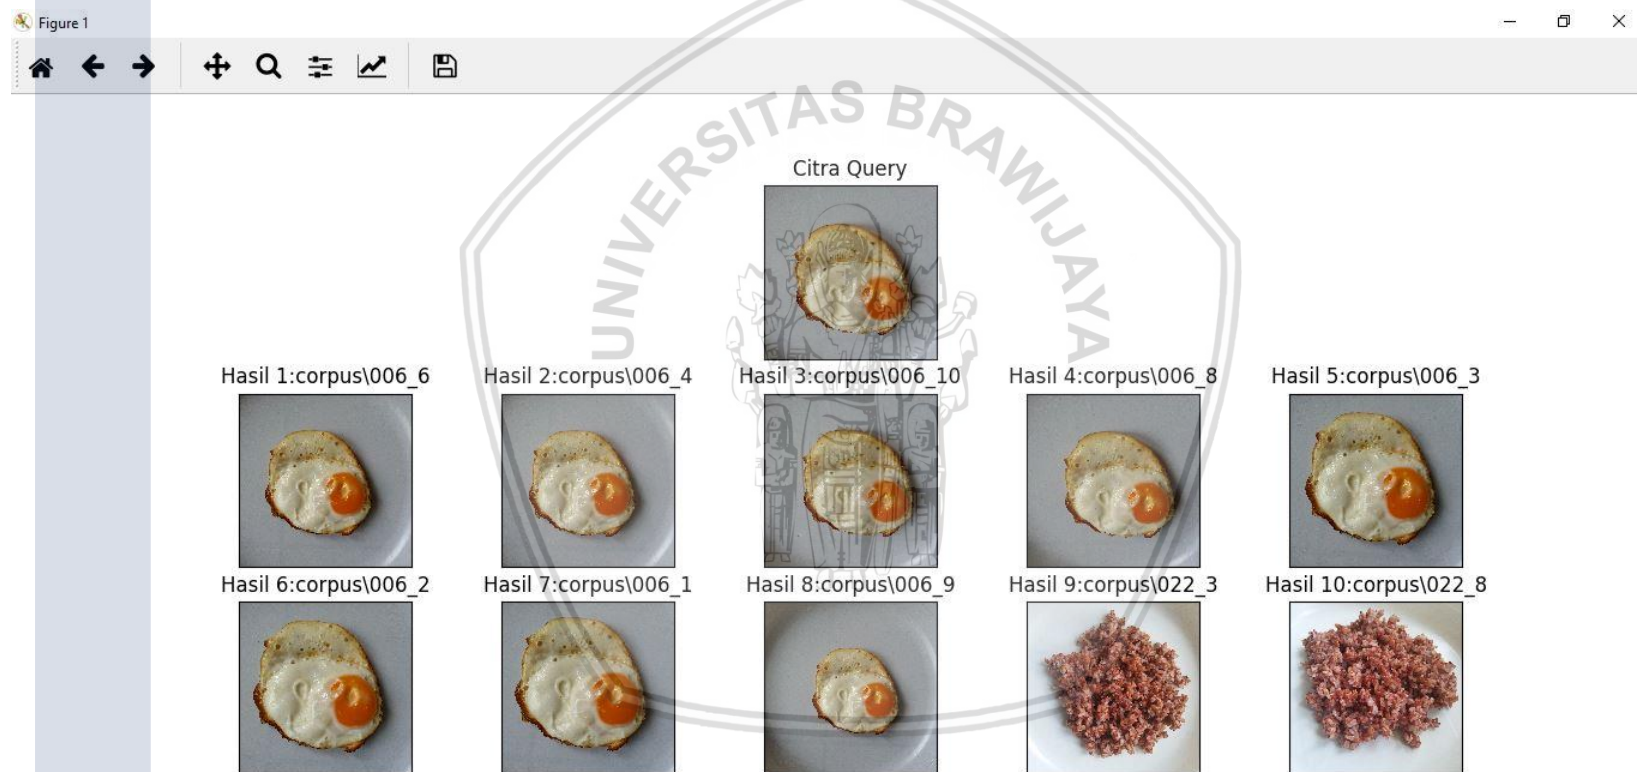 Figure 1
UNIVERSITAS BRAWIJAYA
Citra Query
Hasil 1:corpus\006_6
Hasil 2:corpus\006_4
Hasil 3:corpus\006_10
Hasil 4:corpus\006_8
Hasil 5:corpus\006_3
Hasil 6:corpus\006_2
Hasil 7:corpus\006_1
Hasil 8:corpus\006_9
Hasil 9:corpus\022_3
Hasil 10:corpus\022_8